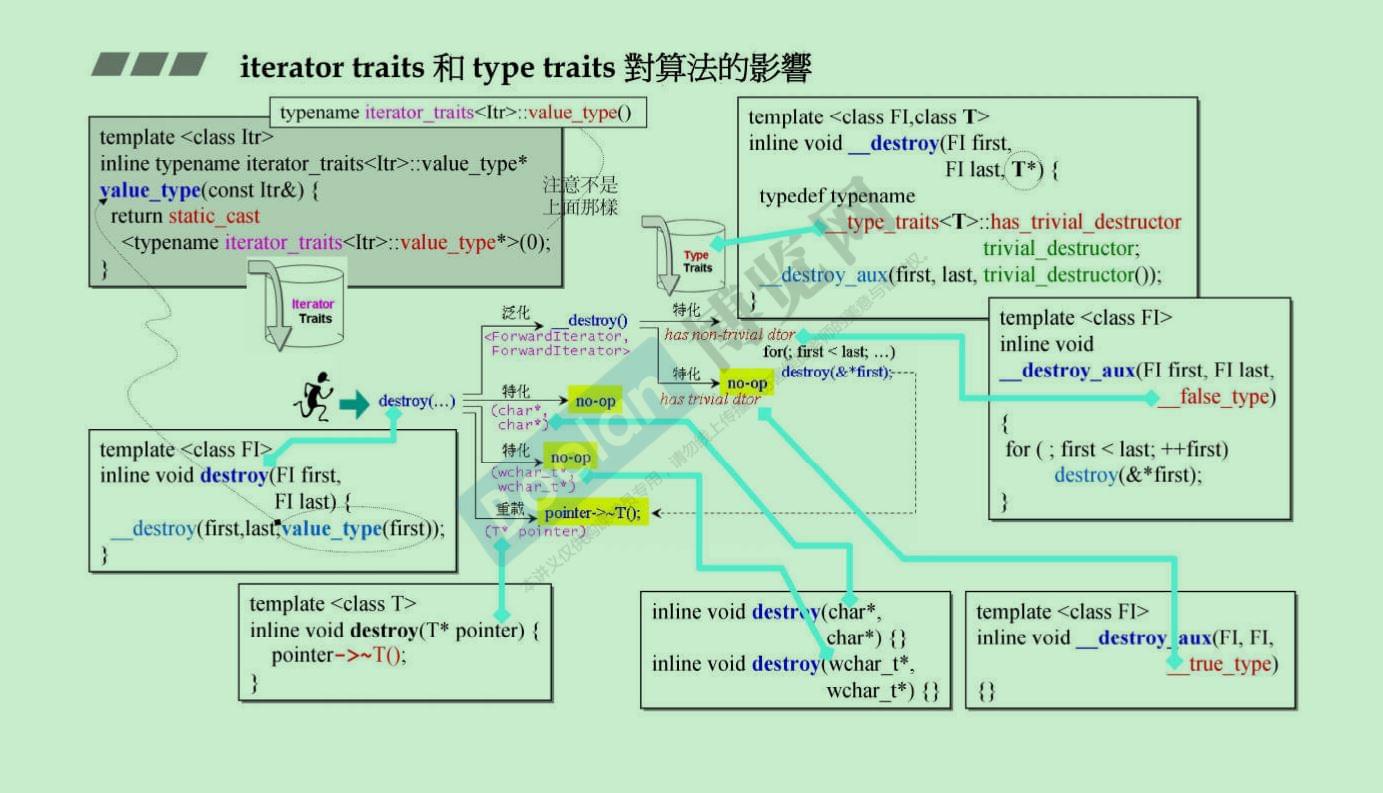 iterator traits 和 type traits 對算法的影響
typename iterator_traits<Itr>::value_type()
template <class Itr>
inline typename iterator_traits<Itr>::value_type*
value_type(const Itr&) {
return static_cast
<typename iterator_traits<Itr>::value_type*>(0);
}
注意不是
上面那樣
Iterator
Traits
template <class FI,class T>
inline void __destroy(FI first,
FI last, T*) {
typedef typename
__type_traits<T>::has_trivial_destructor
trivial_destructor;
__destroy_aux(first, last, trivial_destructor());
}
Type
Traits
template <class FI>
inline void
__destroy_aux(FI first, FI last,
__false_type)
{
for ( ; first < last; ++first)
destroy(&*first);
}
destroy(…)
泛化
__destroy()
<ForwardIterator,
ForwardIterator>
特化
has non-trivial dtor
for(; first < last; …)
destroy(&*first);
特化
no-op
has trivial dtor
特化
no-op
(char*,
char*)
特化
no-op
(wchar_t*,
wchar_t*)
重載
pointer->~T();
(T* pointer)
template <class FI>
inline void destroy(FI first,
FI last) {
__destroy(first,last,value_type(first));
}
template <class T>
inline void destroy(T* pointer) {
pointer->~T();
}
inline void destroy(char*,
char*) {}
inline void destroy(wchar_t*,
wchar_t*) {}
template <class FI>
inline void __destroy_aux(FI, FI,
__true_type)
{}
Boolan
博览网